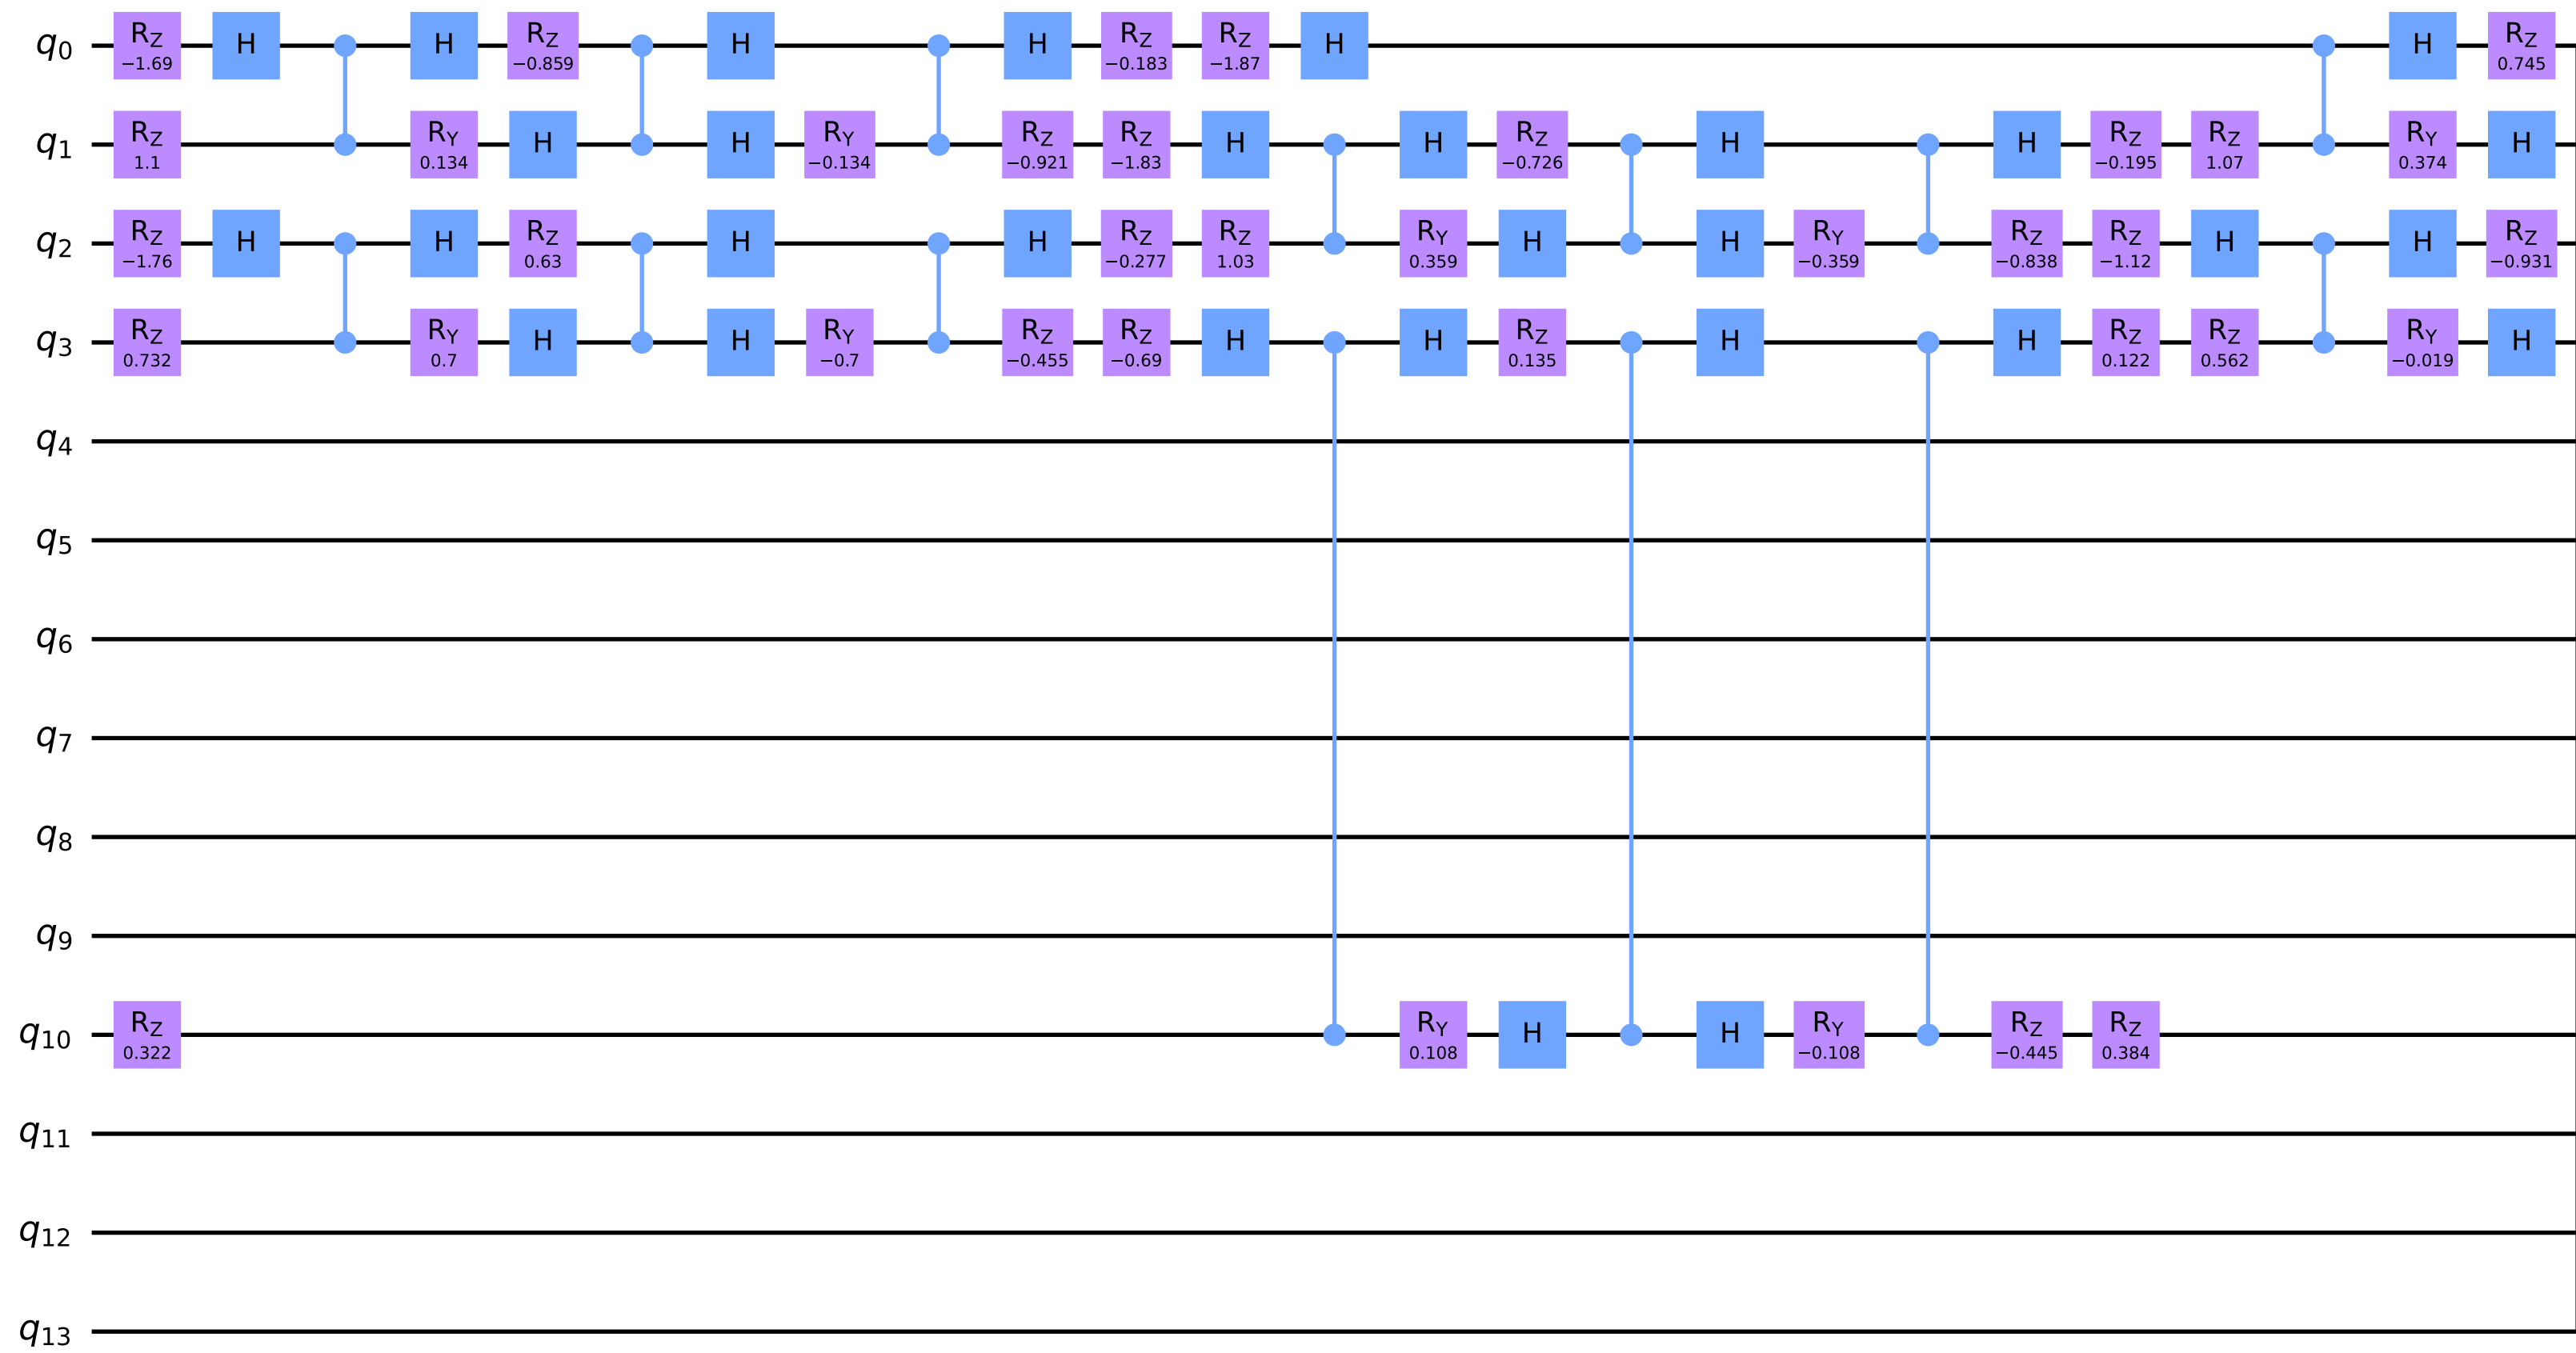 q0 RZ −1.69 H H RZ −0.859 H H RZ −0.183 RZ −1.87 H H RZ 0.745
q1 RZ 1.1 RY 0.134 H H RY −0.134 RZ −0.921 RZ −1.83 H H RZ −0.726 H H RZ −0.195 RZ 1.07 RY 0.374 H
q2 RZ −1.76 H H RZ 0.63 H H RZ −0.277 RZ 1.03 RY 0.359 H H RY −0.359 RZ −0.838 RZ −1.12 H H RZ −0.931
q3 RZ 0.732 RY 0.7 H H RY −0.7 RZ −0.455 RZ −0.69 H H RZ 0.135 H H RZ 0.122 RZ 0.562 RY −0.019 H
q4
q5
q6
q7
q8
q9
q10 RZ 0.322 RY 0.108 H H RY −0.108 RZ −0.445 RZ 0.384
q11
q12
q13